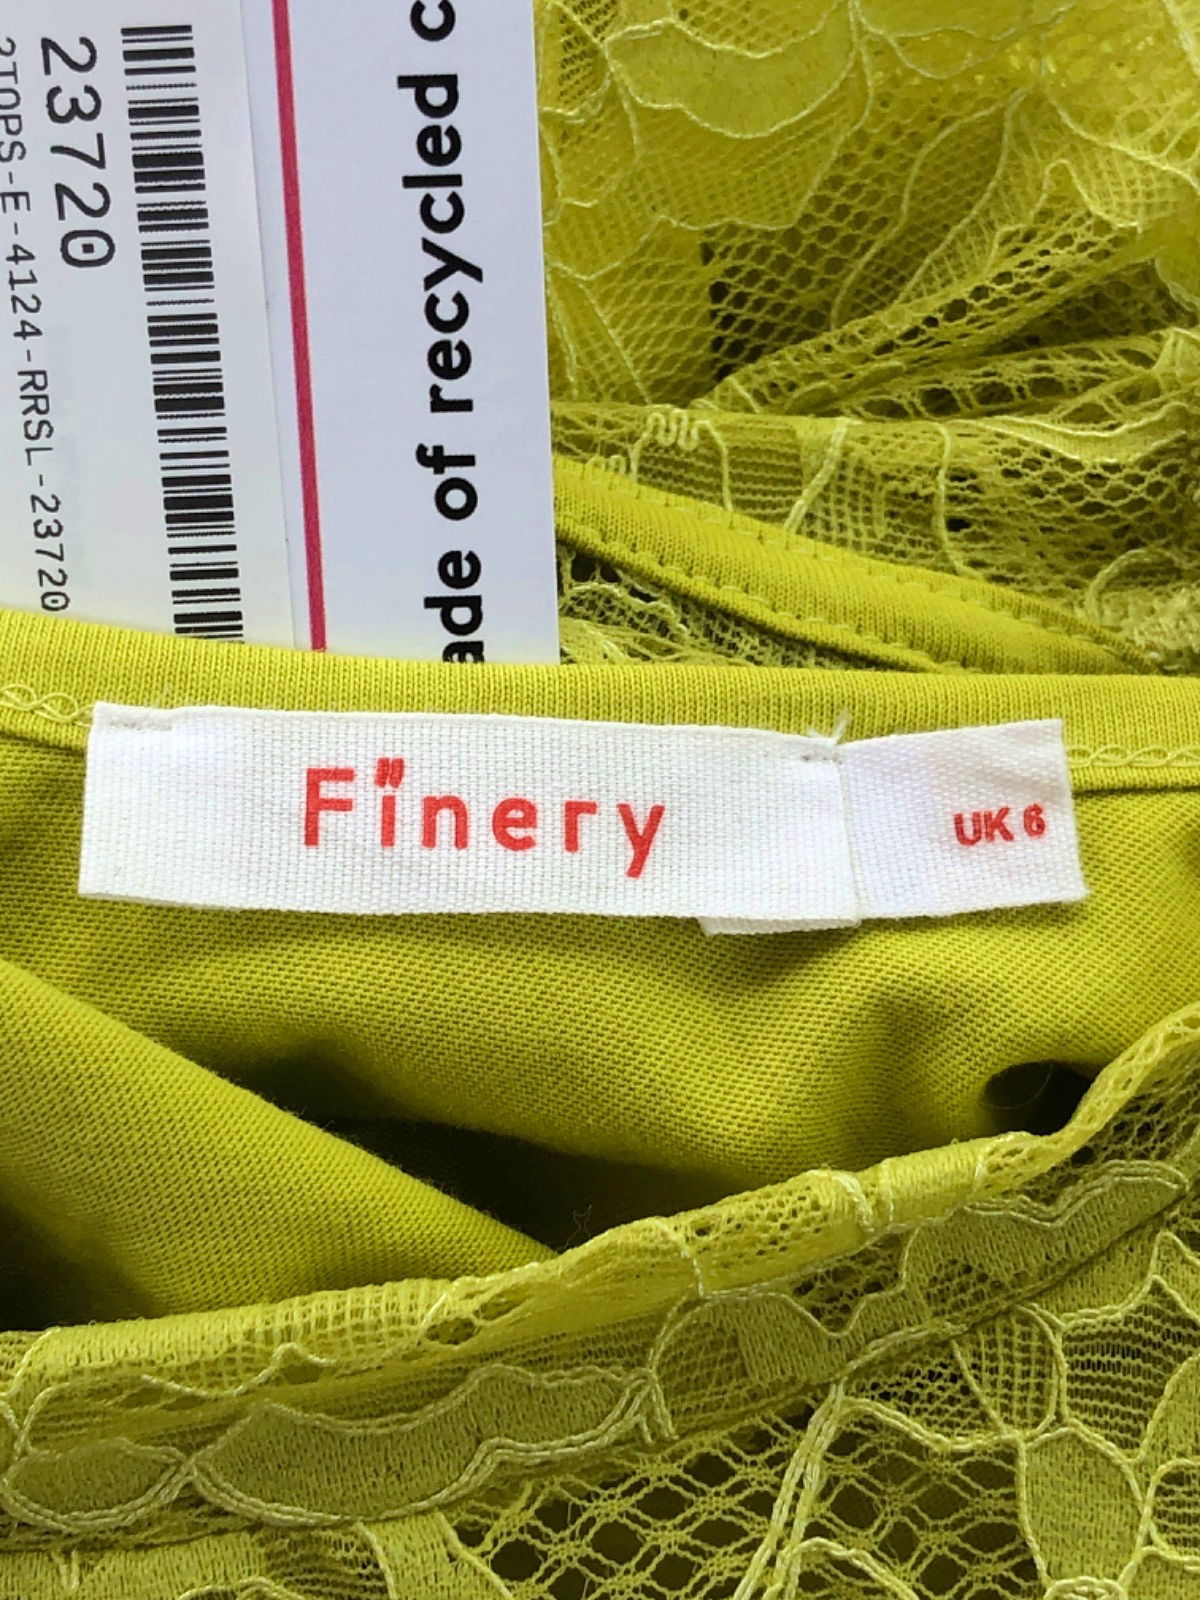 23720
2TOPS-E-4124-RRSL-23720
ade of recycled c
Finery
UK 6